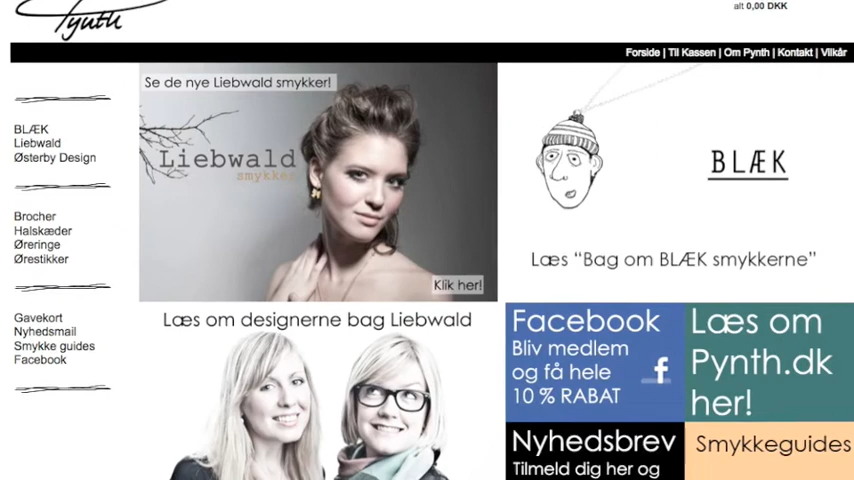 Pynth
alt 0,00 DKK
Forside | Til Kassen | Om Pynth | Kontakt | Vilkår
BLÆK
Liebwald
Østerby Design
Brocher
Halskæder
Øreringe
Ørestikker
Gavekort
Nyhedsmail
Smykke guides
Facebook
Se de nye Liebwald smykker!
Liebwald
smykker
Klik her!
Læs om designerne bag Liebwald
BLÆK
Læs “Bag om BLÆK smykkerne”
Facebook
Bliv medlem
og få hele
10 % RABAT
f
Læs om
Pynth.dk
her!
Nyhedsbrev
Tilmeld dig her og
Smykkeguides